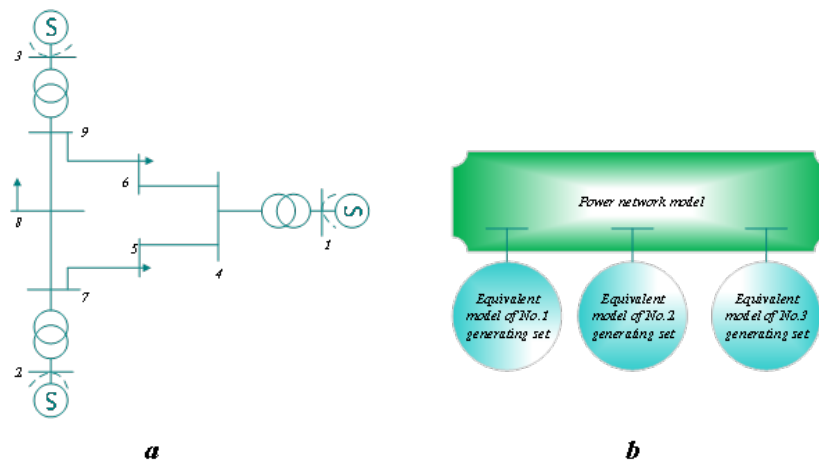 S
3
9
6
8
S
5
1
4
7
2
S
Power network model
Equivalent
model of No.1
generating set
Equivalent
model of No.2
generating set
Equivalent
model of No.3
generating set
a
b